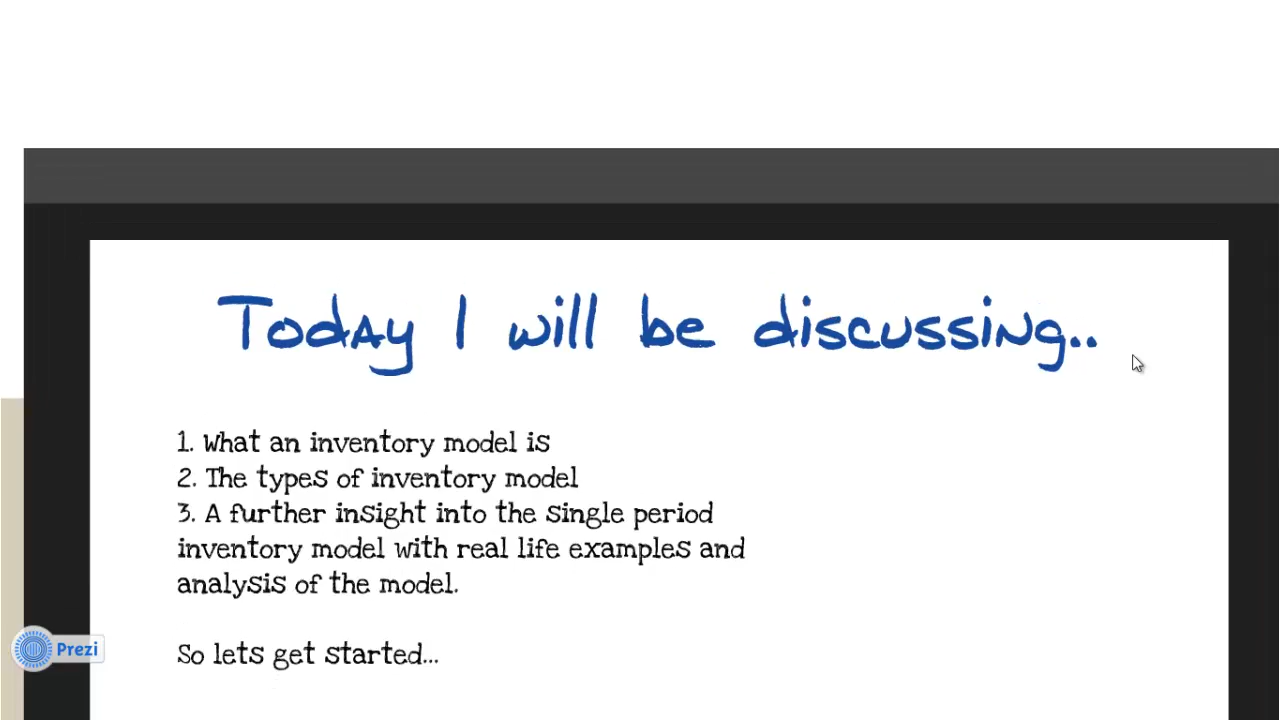 Today I will be discussing..
1. What an inventory model is
2. The types of inventory model
3. A further insight into the single period
inventory model with real life examples and
analysis of the model.
So lets get started...
Prezi